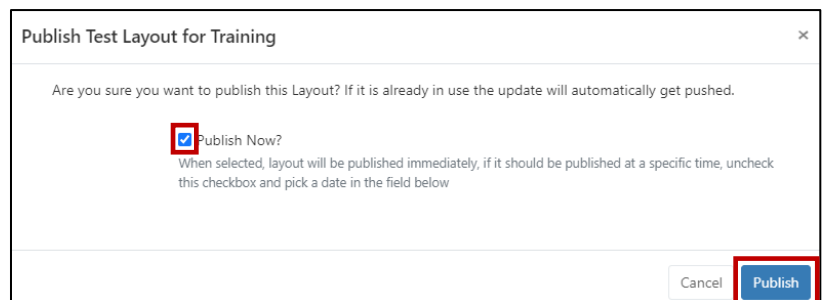 Publish Test Layout for Training ×
Are you sure you want to publish this Layout? If it is already in use the update will automatically get pushed.
Publish Now?
When selected, layout will be published immediately, if it should be published at a specific time, uncheck
this checkbox and pick a date in the field below
Cancel Publish